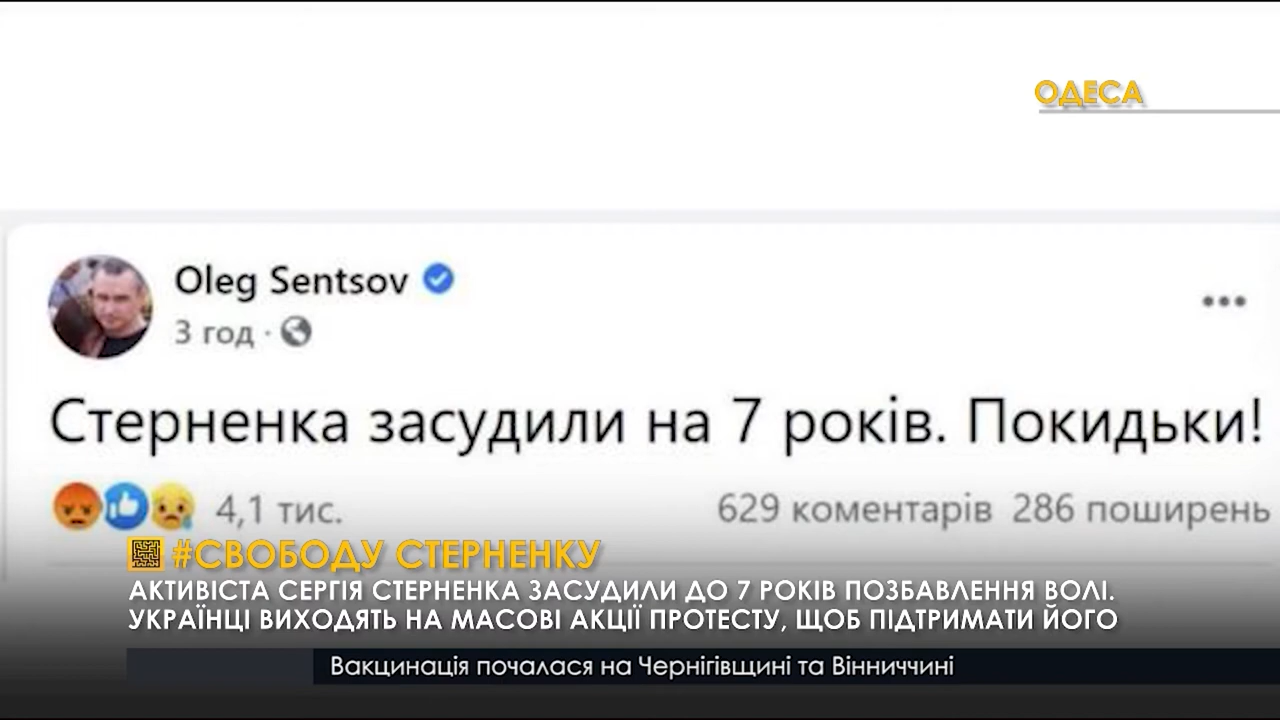 ОДЕСА
Oleg Sentsov
3 год ·
Стерненка засудили на 7 років. Покидьки!
4,1 тис. 629 коментарів 286 поширень
#СВОБОДУ СТЕРНЕНКУ
АКТИВІСТА СЕРГІЯ СТЕРНЕНКА ЗАСУДИЛИ ДО 7 РОКІВ ПОЗБАВЛЕННЯ ВОЛІ.
УКРАЇНЦІ ВИХОДЯТЬ НА МАСОВІ АКЦІЇ ПРОТЕСТУ, ЩОБ ПІДТРИМАТИ ЙОГО
Вакцинація почалася на Чернігівщині та Вінниччині